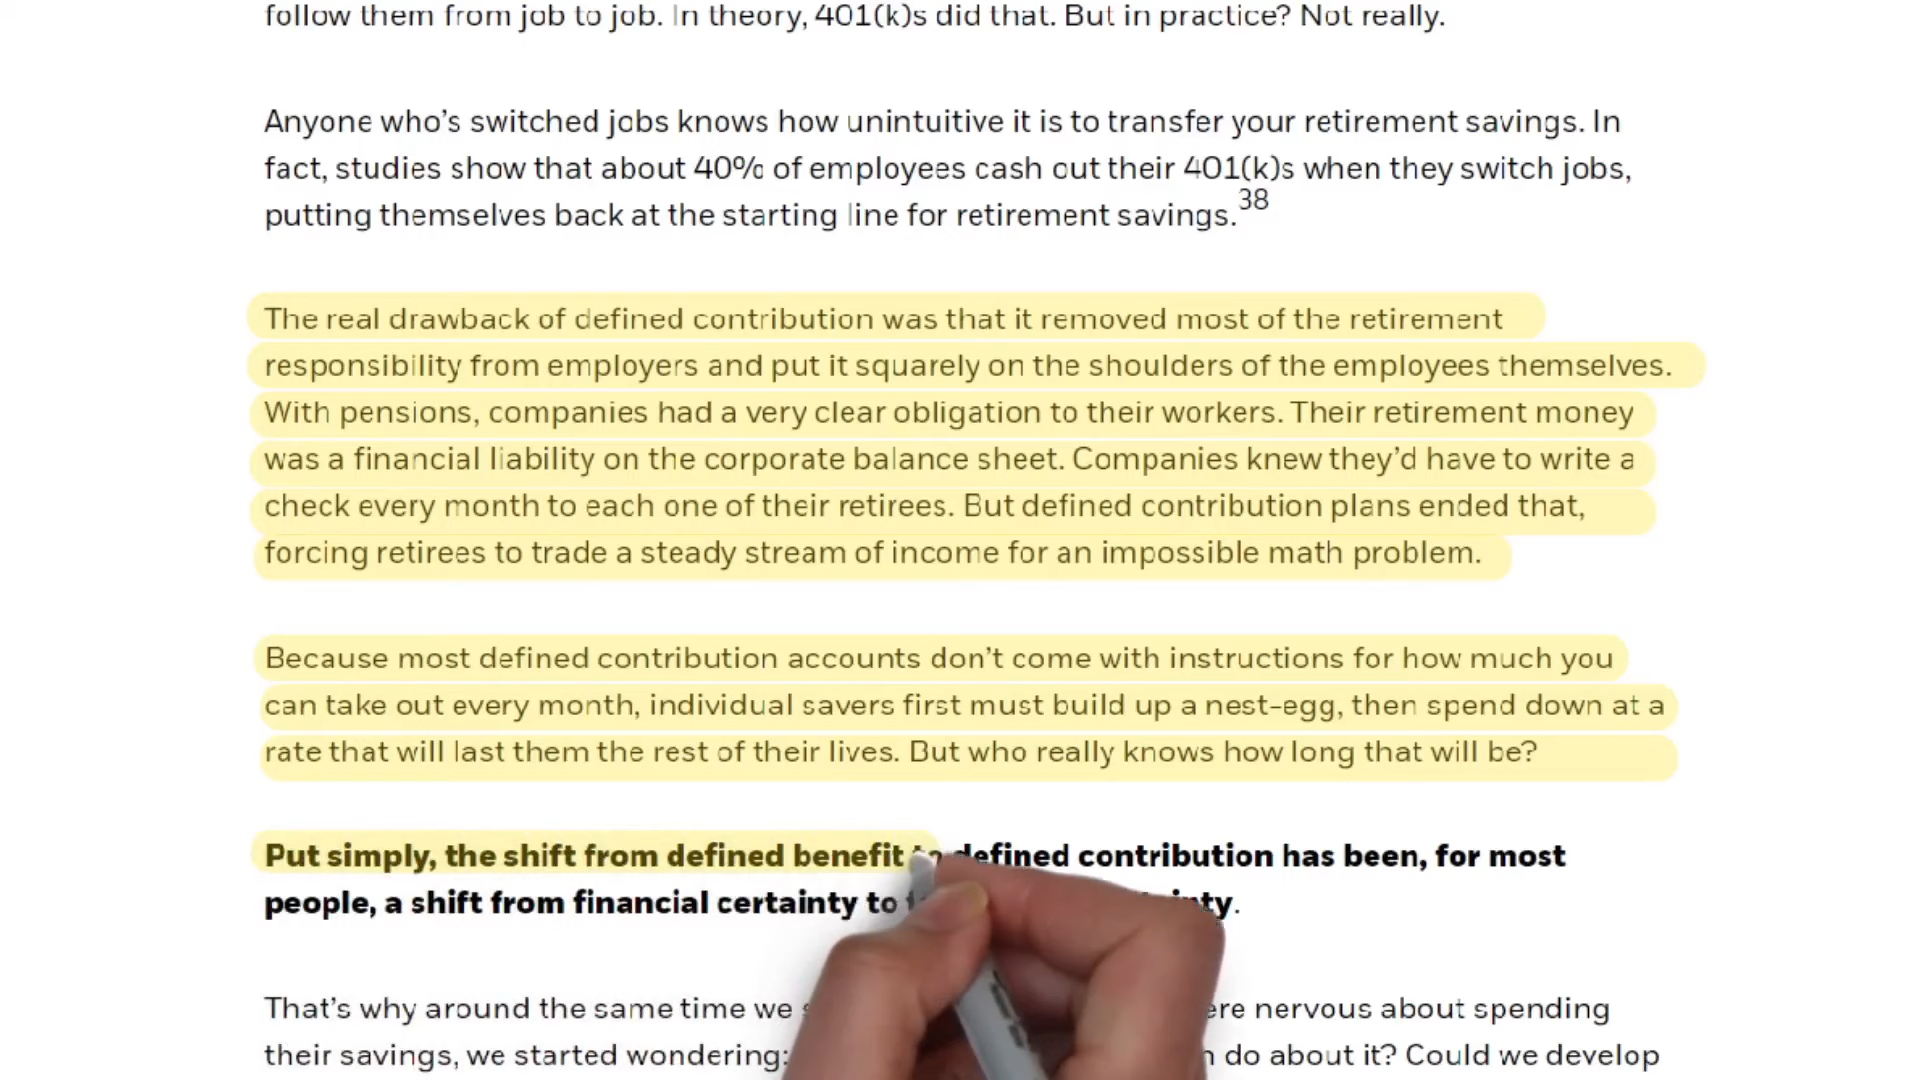 follow them from job to job. In theory, 401(k)s did that. But in practice? Not really.
Anyone who’s switched jobs knows how unintuitive it is to transfer your retirement savings. In
fact, studies show that about 40% of employees cash out their 401(k)s when they switch jobs,
putting themselves back at the starting line for retirement savings.38
The real drawback of defined contribution was that it removed most of the retirement
responsibility from employers and put it squarely on the shoulders of the employees themselves.
With pensions, companies had a very clear obligation to their workers. Their retirement money
was a financial liability on the corporate balance sheet. Companies knew they’d have to write a
check every month to each one of their retirees. But defined contribution plans ended that,
forcing retirees to trade a steady stream of income for an impossible math problem.
Because most defined contribution accounts don’t come with instructions for how much you
can take out every month, individual savers first must build up a nest-egg, then spend down at a
rate that will last them the rest of their lives. But who really knows how long that will be?
Put simply, the shift from defined benefit to defined contribution has been, for most
people, a shift from financial certainty to
That’s why around the same time we nervous about spending
their savings, we started wondering: do about it? Could we develop